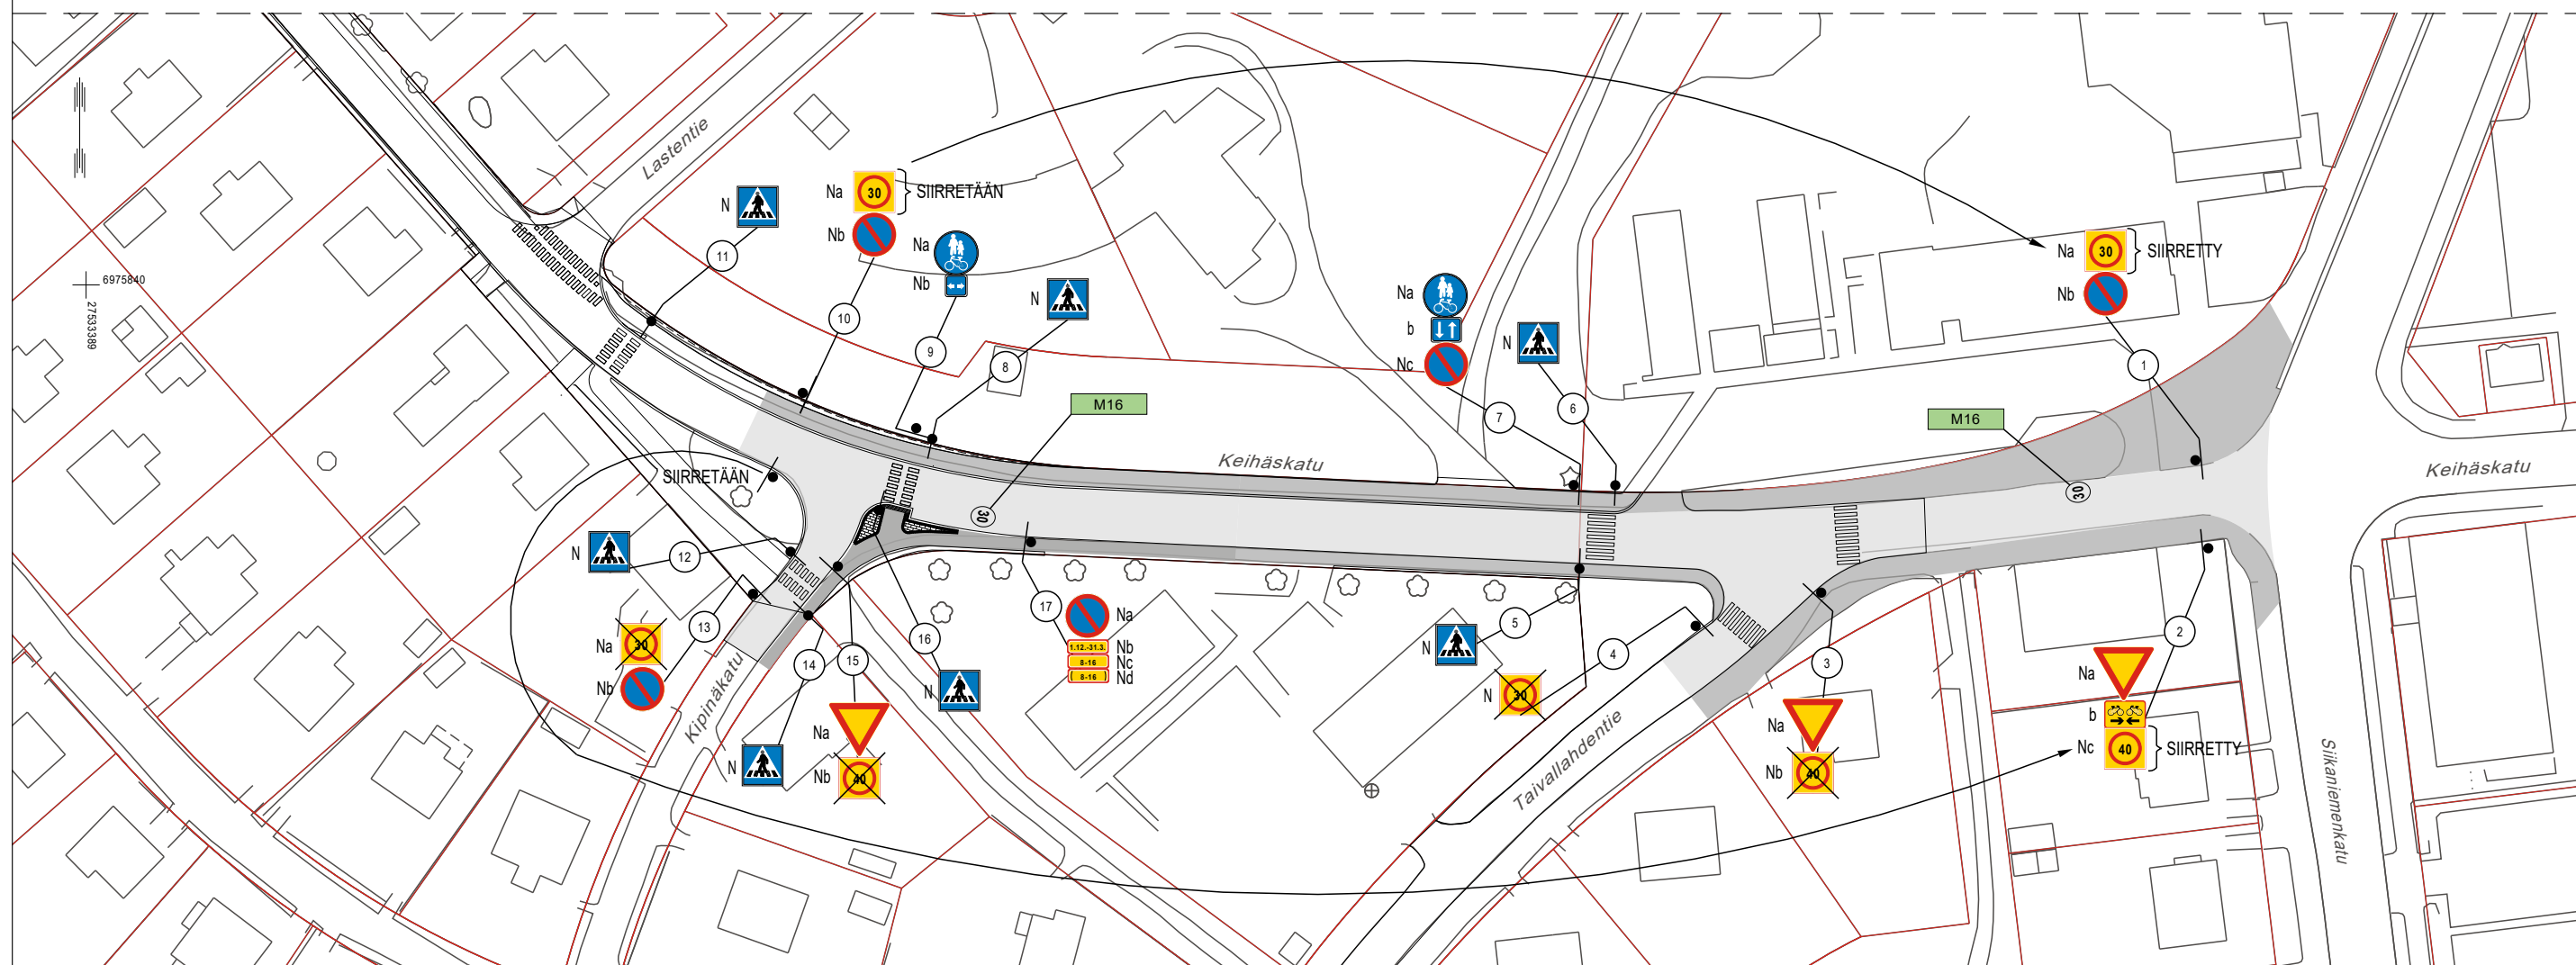 Lastentie
N
11
Na 30 SIIRRETÄÄN
Nb
10
Na
Nb
9
N
8
M16
6975840
27533389
Na
b
Nc
7
N
6
Na 30 SIIRRETTY
Nb
1
M16
Keihäskatu
Keihäskatu
30
30
SIIRRETÄÄN
N
12
Na 30
Nb
13
Kipinäkatu
14
N
15
Na
Nb 40
16
N
17
Na
1.12.-31.3. Nb
8-16 Nc
( 8-16 ) Nd
5
N
4
N 30
Taivallahdentie
3
Na
Nb 40
2
Na
b
Nc 40 SIIRRETTY
Siikaniemenkatu